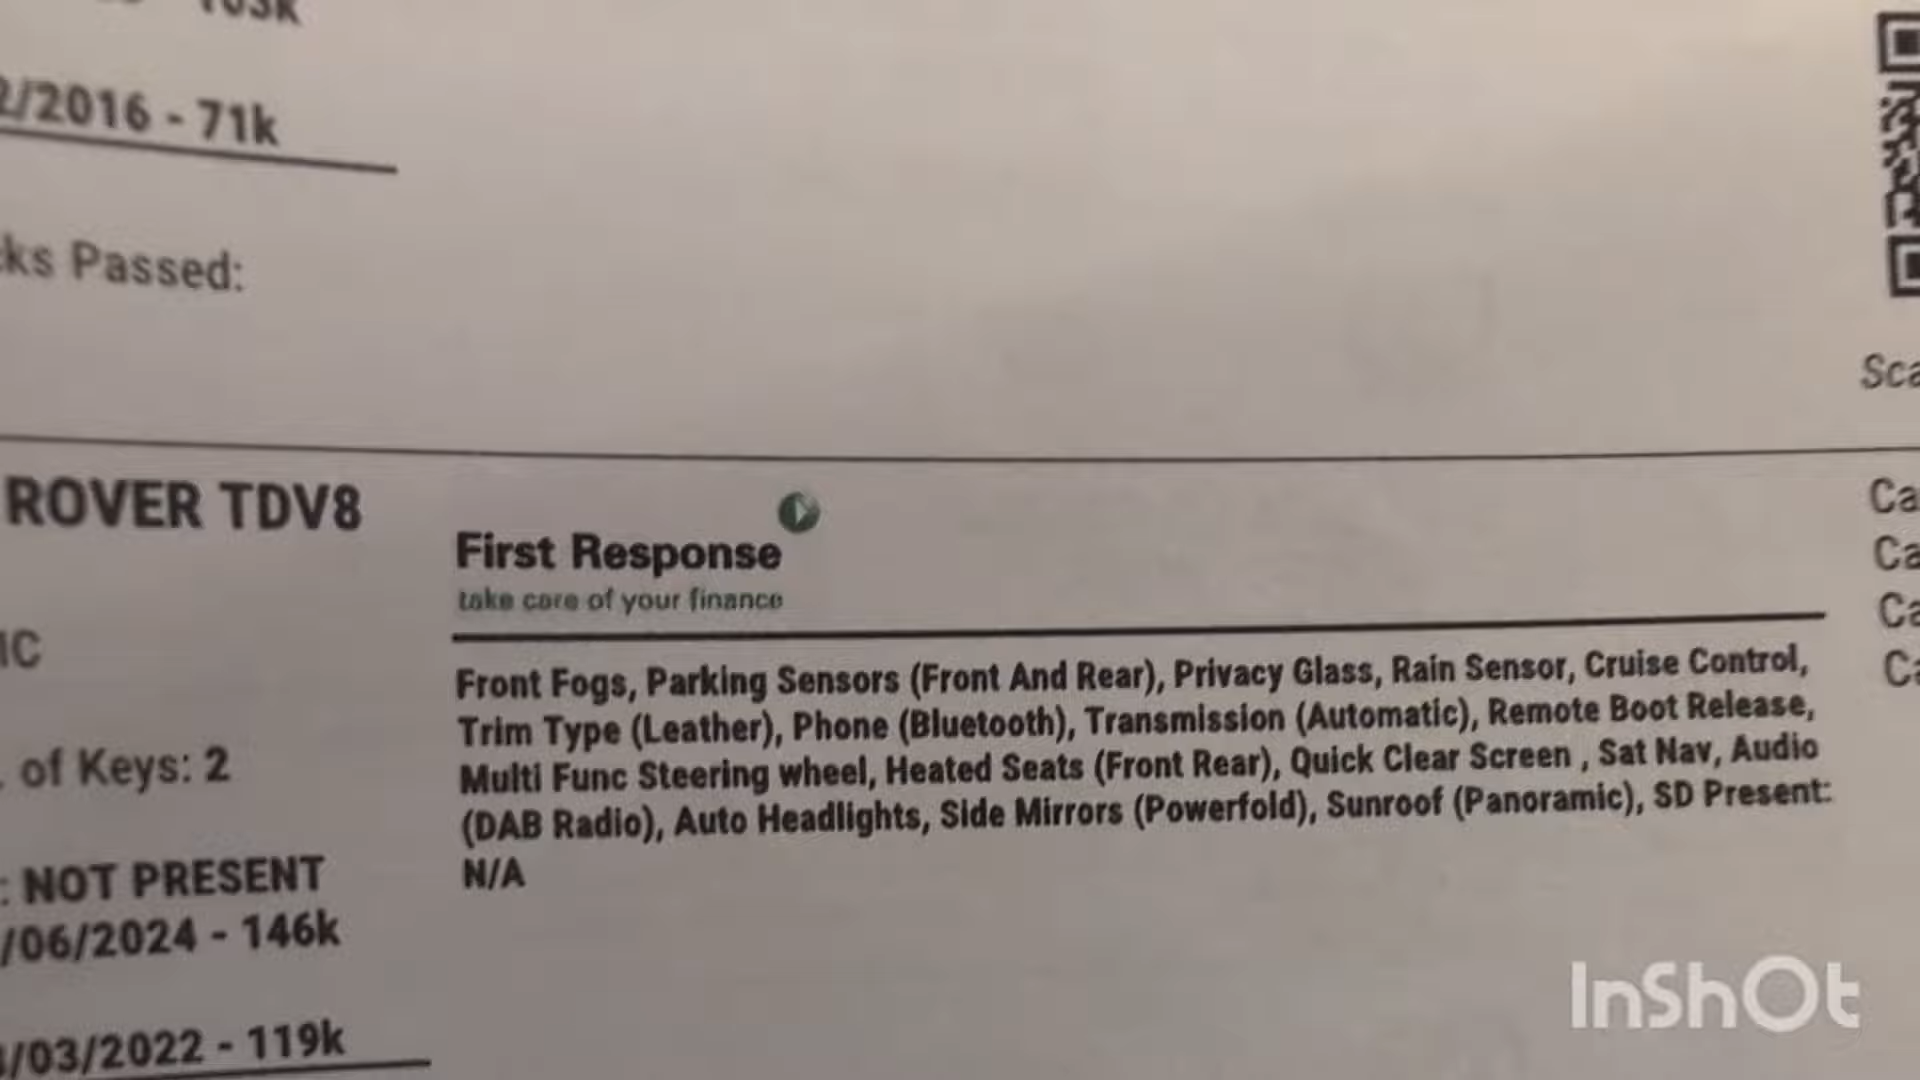 103k
2/2016 - 71k
Passed:
ROVER TDV8
First Response
take care of your finance
Front Fogs, Parking Sensors (Front And Rear), Privacy Glass, Rain Sensor, Cruise Control,
Trim Type (Leather), Phone (Bluetooth), Transmission (Automatic), Remote Boot Release,
Multi Func Steering wheel, Heated Seats (Front Rear), Quick Clear Screen , Sat Nav, Audio
(DAB Radio), Auto Headlights, Side Mirrors (Powerfold), Sunroof (Panoramic), SD Present:
N/A
of Keys: 2
: NOT PRESENT
/06/2024 - 146k
/03/2022 - 119k
InShOt